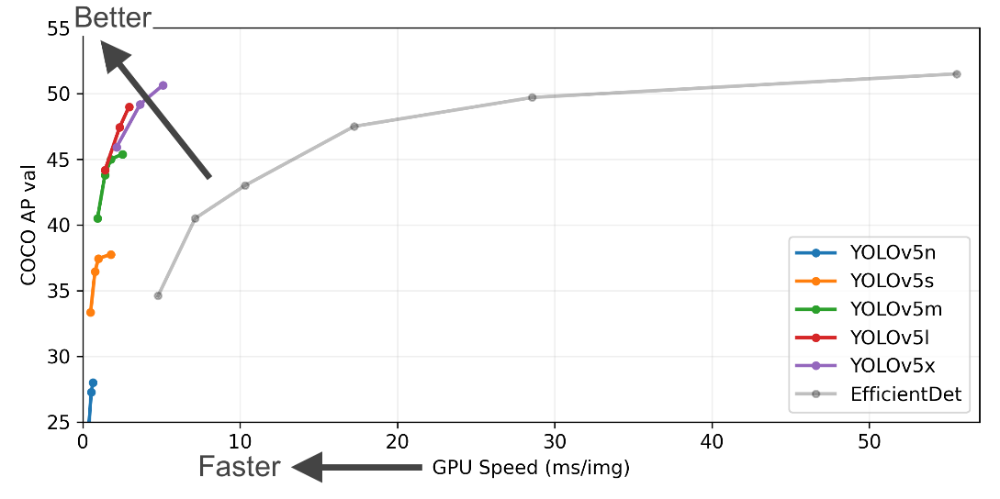 Better
55
50
45
40
35
30
25
COCO AP val
0 10 20 30 40 50
Faster
GPU Speed (ms/img)
YOLOv5n
YOLOv5s
YOLOv5m
YOLOv5l
YOLOv5x
EfficientDet